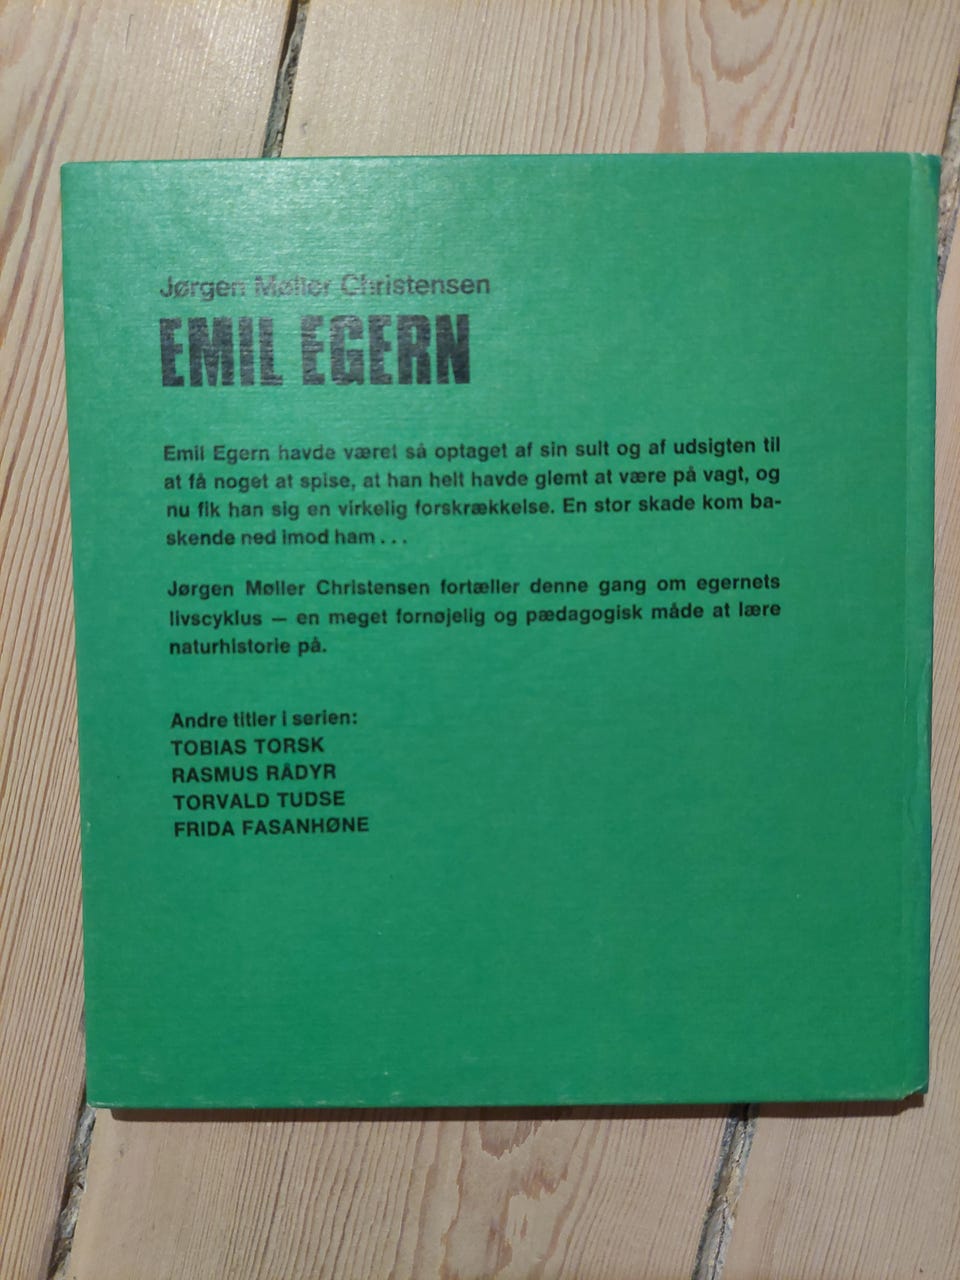 Jørgen Møller Christensen
EMIL EGERN
Emil Egern havde været så optaget af sin sult og af udsigten til
at få noget at spise, at han helt havde glemt at være på vagt, og
nu fik han sig en virkelig forskrækkelse. En stor skade kom ba-
skende ned imod ham . . .
Jørgen Møller Christensen fortæller denne gang om egernets
livscyklus — en meget fornøjelig og pædagogisk måde at lære
naturhistorie på.
Andre titler i serien:
TOBIAS TORSK
RASMUS RÅDYR
TORVALD TUDSE
FRIDA FASANHØNE